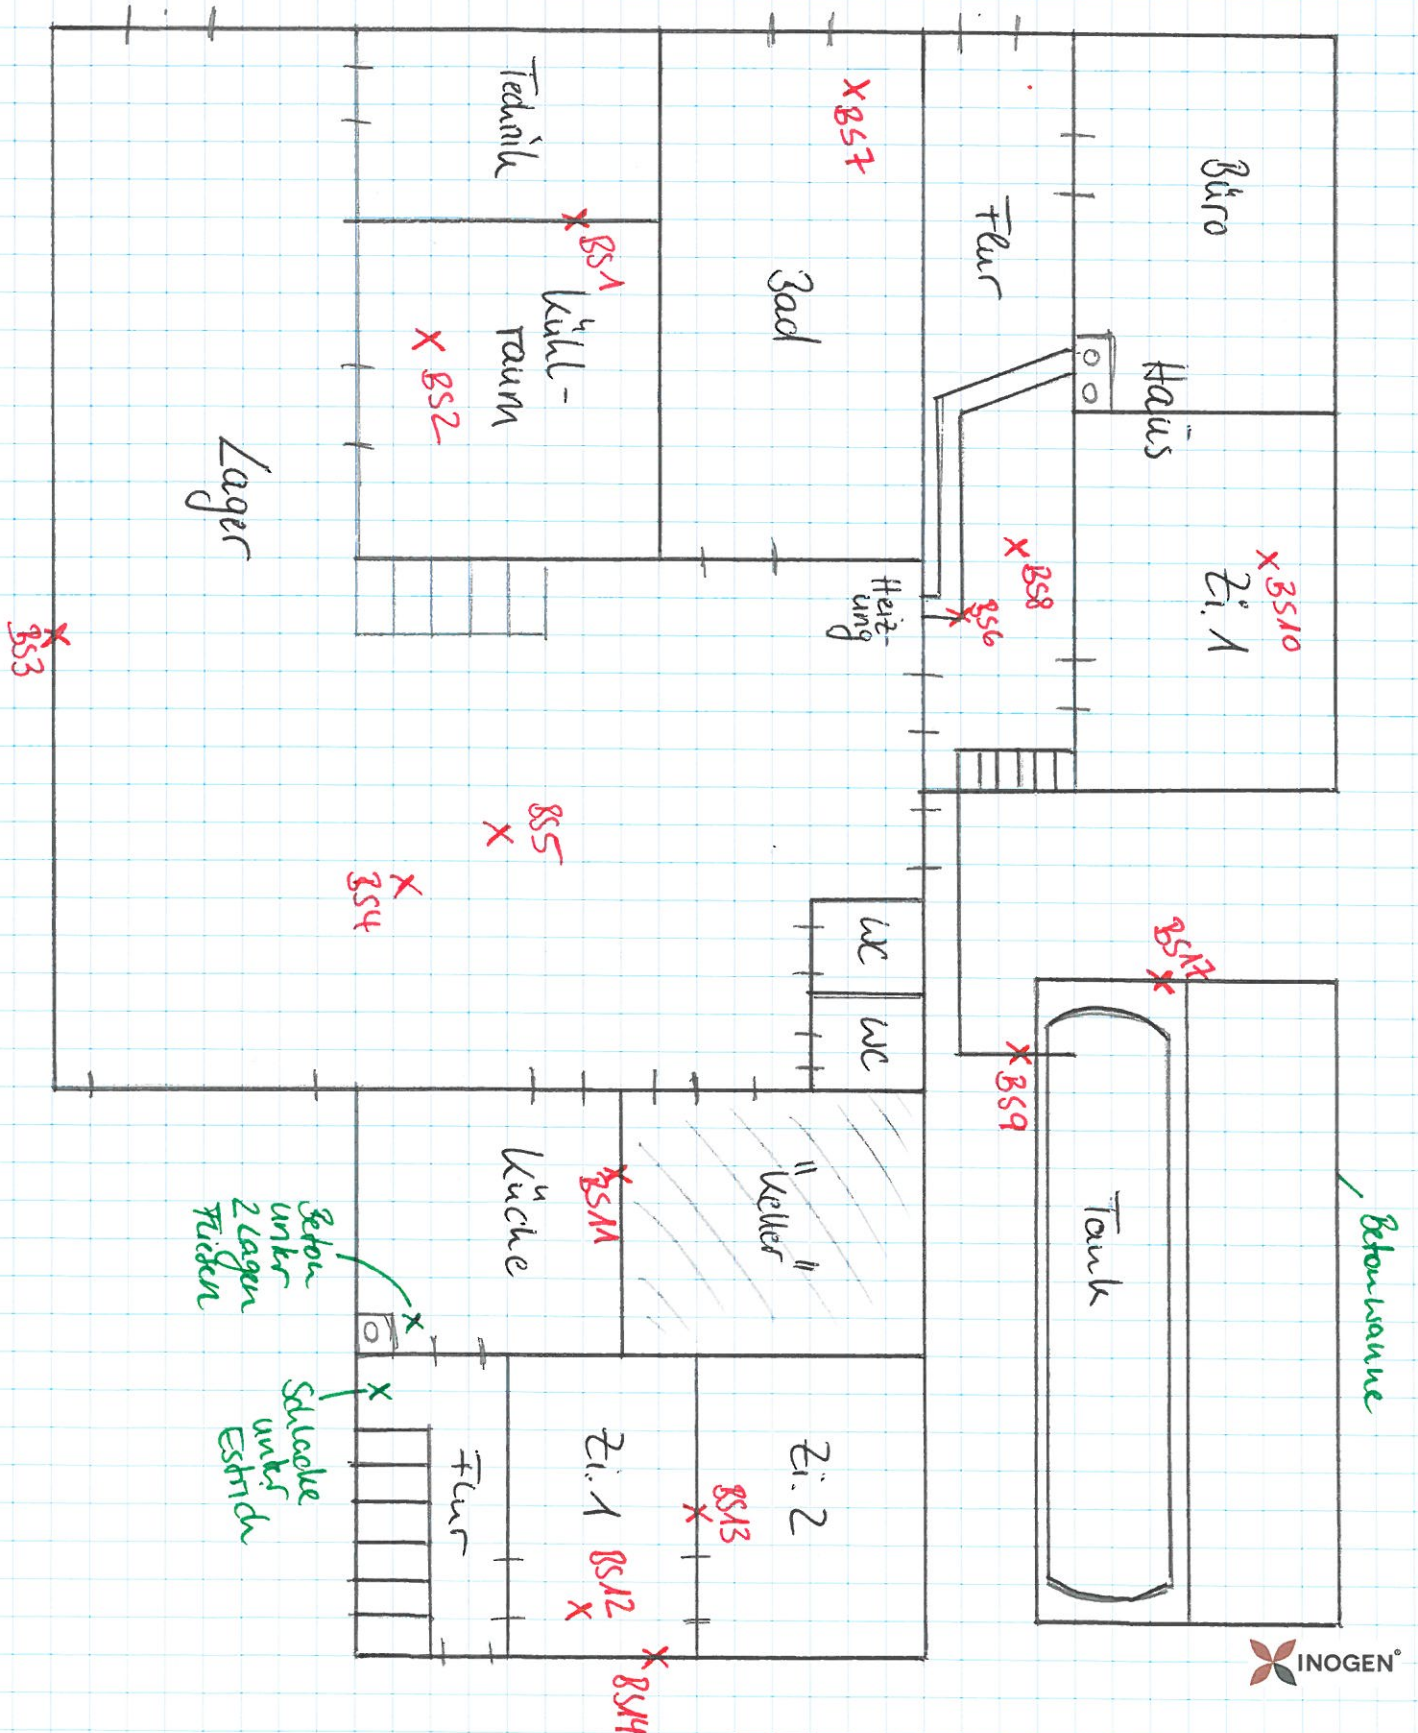 Technik
x BS7
Büro
Flur
x BS1
Kühl-
raum
Bad
Haus
x BS2
Lager
x BS10
Zi. 1
x BS8
x BS6
Heiz-
ung
x
BS3
x BS5
x
BS4
WC
WC
BS17
x
x BS9
Tank
Betonwanne
x
BS11
Küche
"Keller"
Beton
unter
2 Lagen
Fliesen
x
Schlacke
unter
Estrich
x
Flur
Zi. 1
Zi. 2
x BS13
BS12
x
x
BS14
INOGEN®